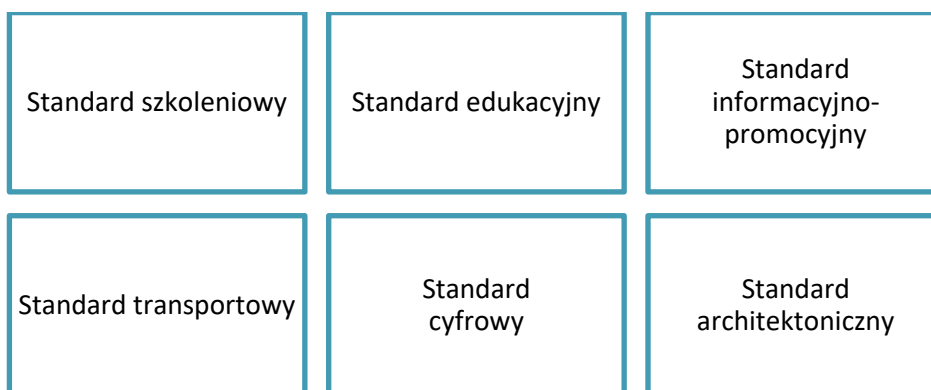 Standard szkoleniowy
Standard edukacyjny
Standard
informacyjno-
promocyjny
Standard transportowy
Standard
cyfrowy
Standard
architektoniczny